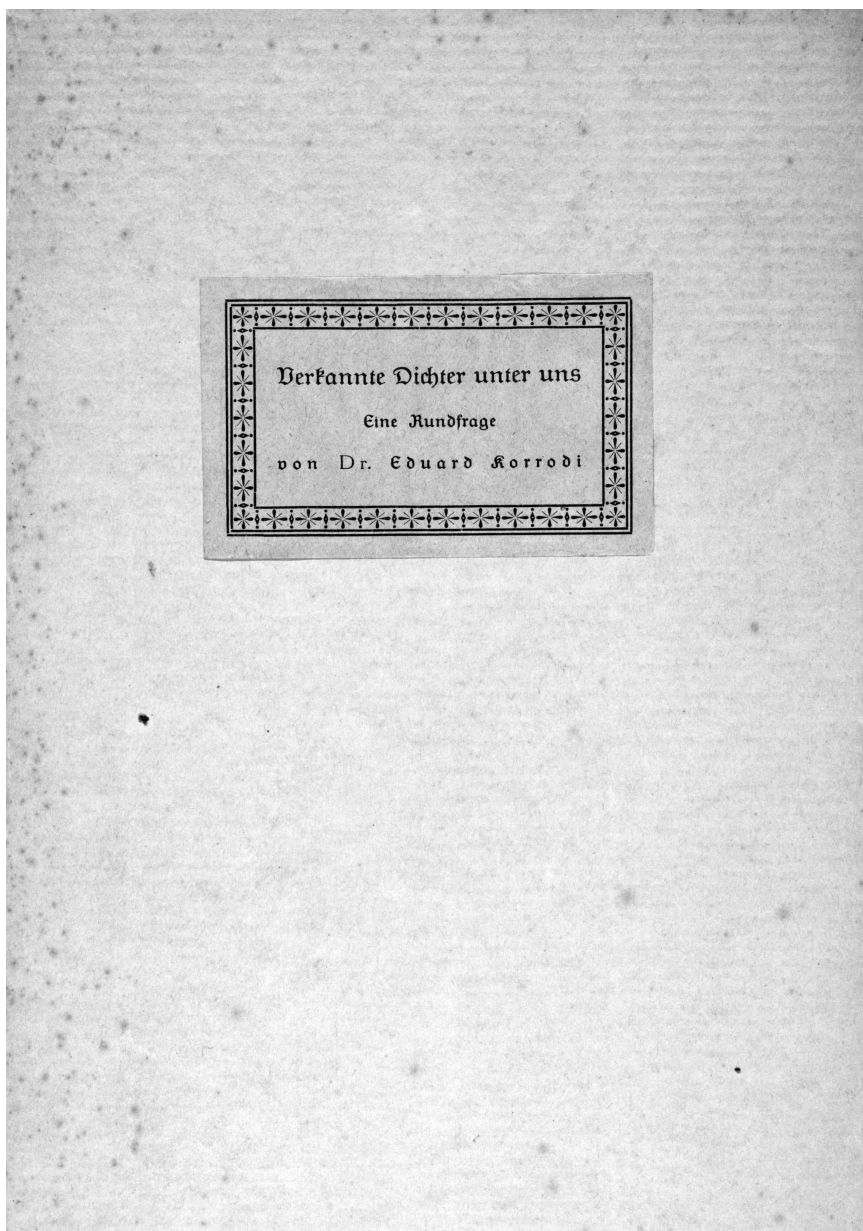 Verkannte Dichter unter uns
Eine Rundfrage
von Dr. Eduard Korrodi